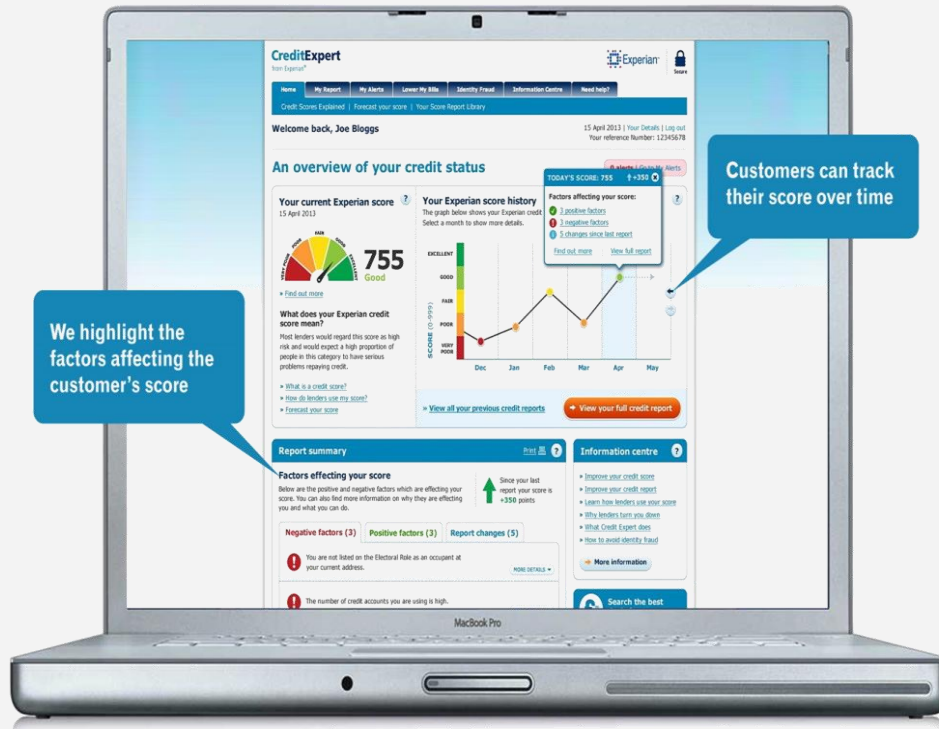 CreditExpert
from Experian®
Experian™
Secure
Home My Report My Alerts Lower My Bills Identity Fraud Information Centre Need help?
Credit Scores Explained | Forecast your score | Your Score Report Library
Welcome back, Joe Bloggs
15 April 2013 | Your Details | Log out
Your reference Number: 12345678
An overview of your credit status
alerts | Go to My Alerts
Your current Experian score ?
15 April 2013
VERY POOR
POOR
FAIR
GOOD
EXCELLENT
755
Good
» Find out more
What does your Experian credit
score mean?
Most lenders would regard this score as high
risk and would expect a high proportion of
people in this category to have serious
problems repaying credit.
» What is a credit score?
» How do lenders use my score?
» Forecast your score
Your Experian score history
The graph below shows your Experian credit
Select a month to show more details.
?
TODAY'S SCORE: 755 +350
Factors affecting your score:
3 positive factors
3 negative factors
5 changes since last report
Find out more View full report
EXCELLENT
GOOD
FAIR
POOR
VERY
POOR
SCORE (0-999)
Dec Jan Feb Mar Apr May
» View all your previous credit reports
View your full credit report
Customers can track
their score over time
We highlight the
factors affecting the
customer's score
Report summary
Print ?
Factors effecting your score
Below are the positive and negative factors which are effecting your
score. You can also find more information on why they are effecting
you and what you can do.
Since your last
report your score is
+350 points
Negative factors (3) Positive factors (3) Report changes (5)
You are not listed on the Electoral Role as an occupant at
your current address.
MORE DETAILS
The number of credit accounts you are using is high.
Information centre ?
» Improve your credit score
» Improve your credit report
» Learn how lenders use your score
» Why lenders turn you down
» What Credit Expert does
» How to avoid identity fraud
More information
Search the best
MacBook Pro